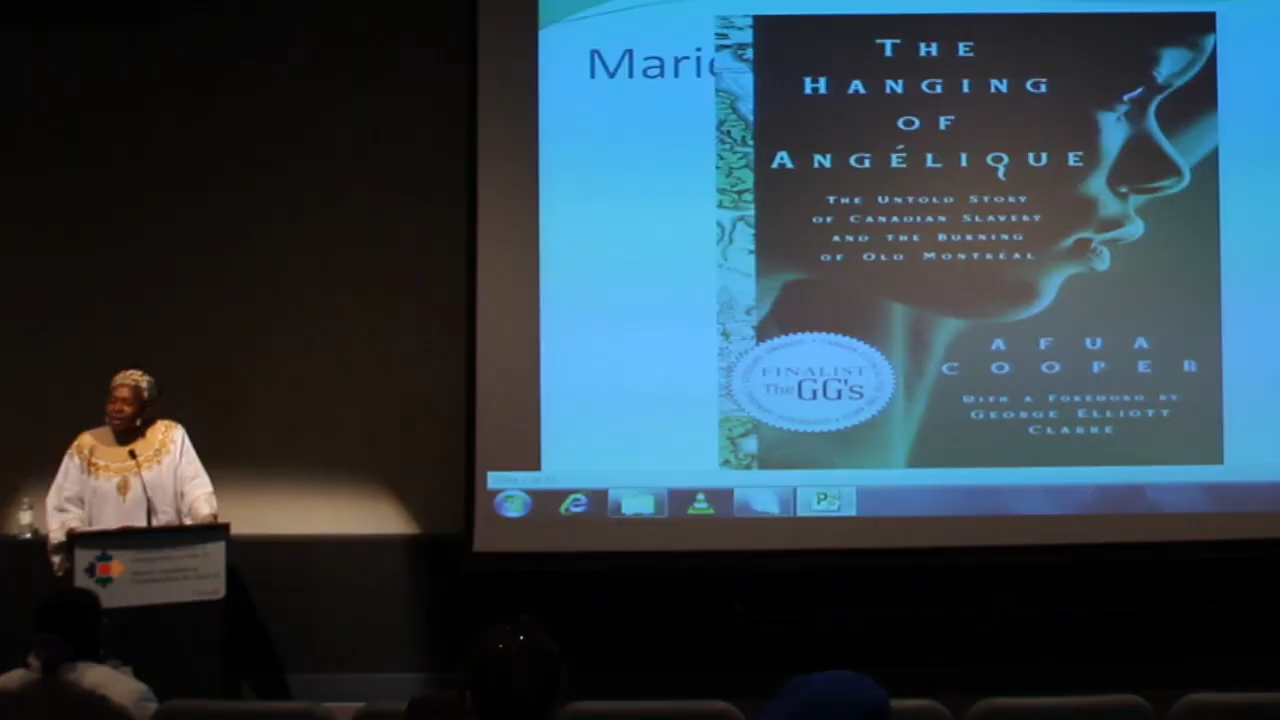 Marie
THE
HANGING
OF
ANGÉLIQUE
THE UNTOLD STORY
OF CANADIAN SLAVERY
AND THE BURNING
OF OLD MONTRÉAL
FINALIST
The GG's
AFUA
COOPER
WITH A FOREWORD BY
GEORGE ELLIOTT
CLARKE